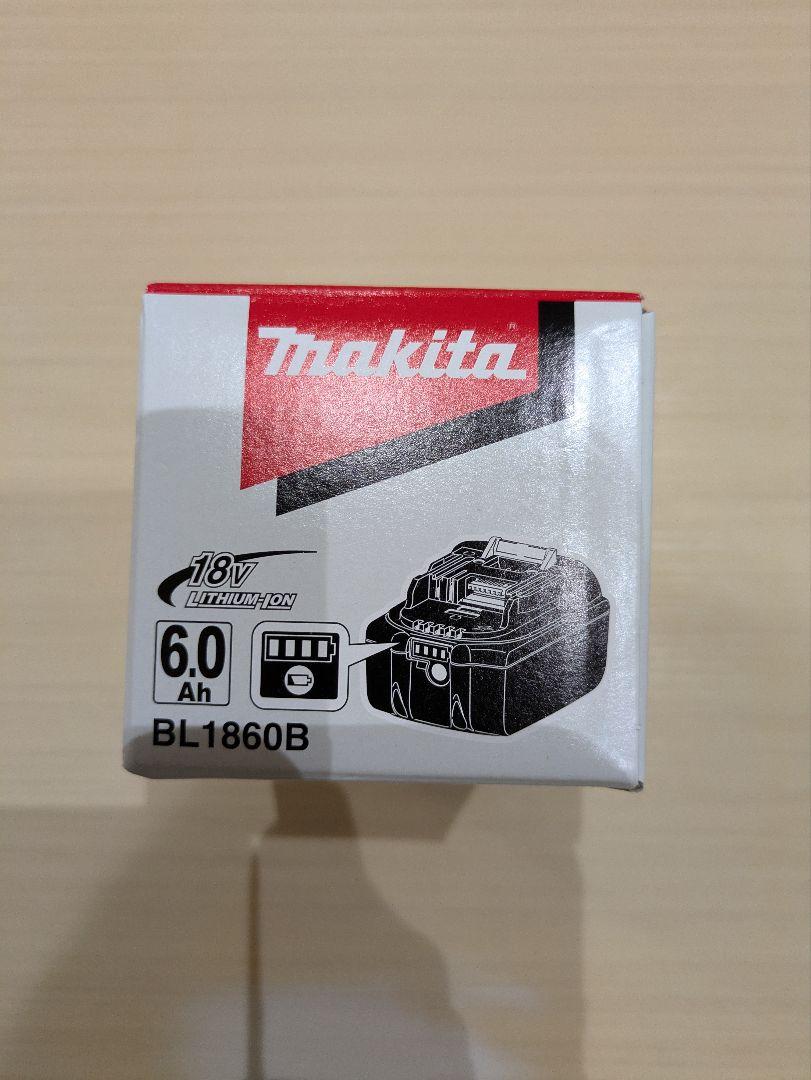 makita®
18V
LITHIUM-ION
6.0
Ah
BL1860B